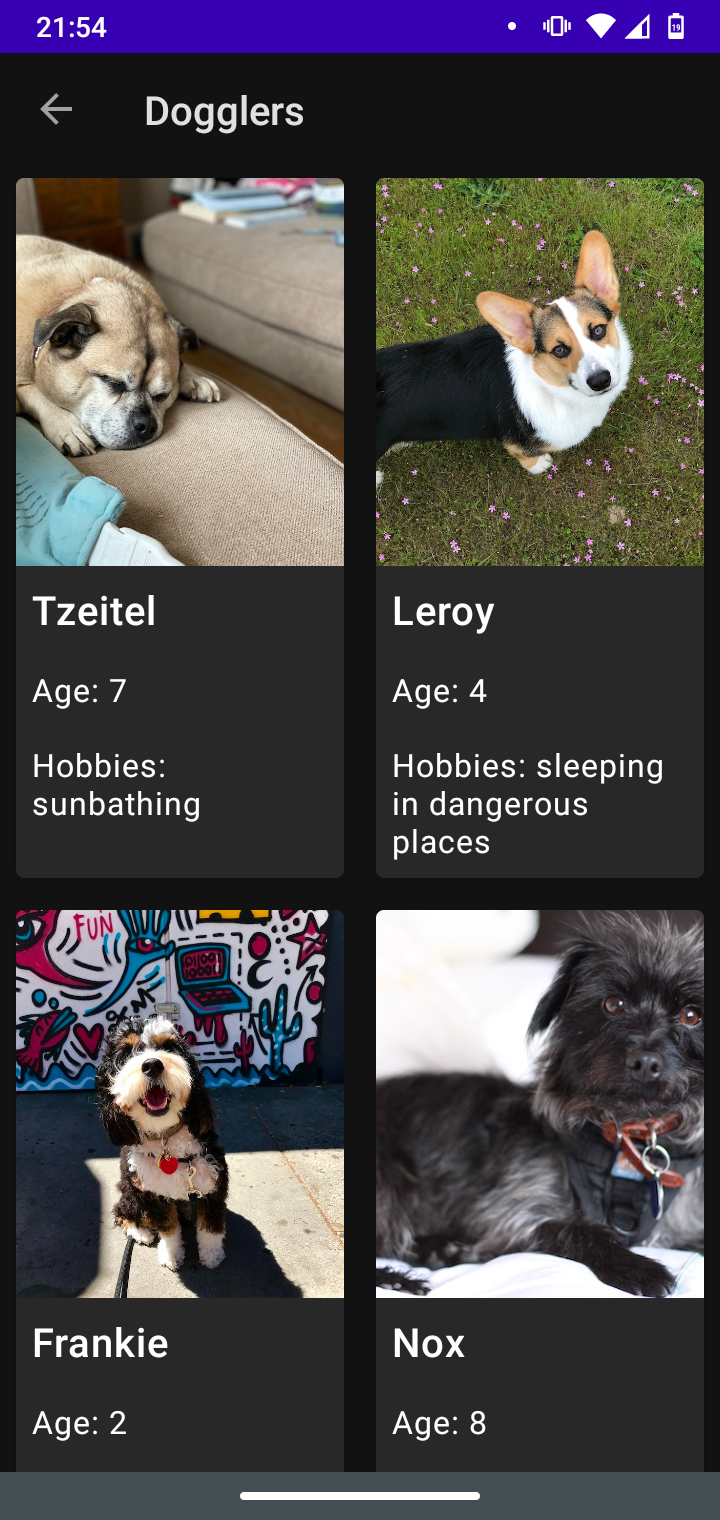 21:54
19
Dogglers
Tzeitel
Age: 7
Hobbies:
sunbathing
Leroy
Age: 4
Hobbies: sleeping
in dangerous
places
FUN
Frankie
Age: 2
Nox
Age: 8